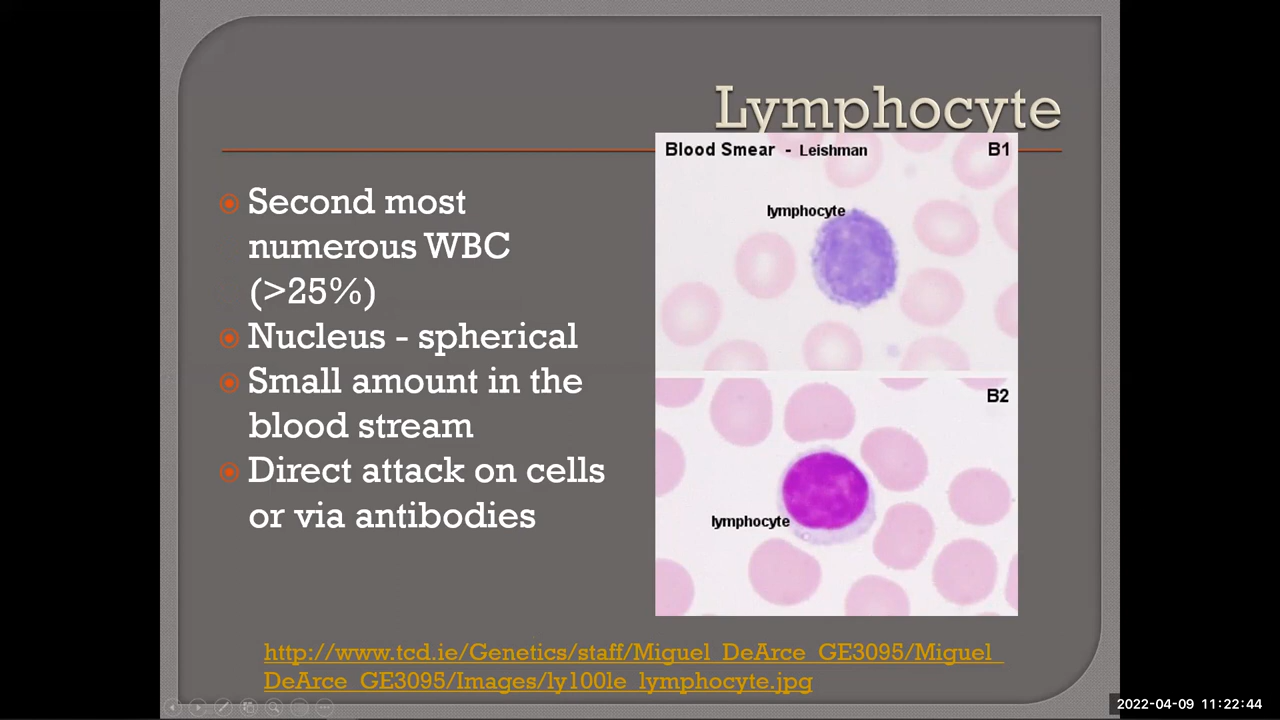 Lymphocyte
Second most
numerous WBC
(>25%)
Nucleus - spherical
Small amount in the
blood stream
Direct attack on cells
or via antibodies
Blood Smear - Leishman
B1
lymphocyte
B2
lymphocyte
http://www.tcd.ie/Genetics/staff/Miguel_DeArce_GE3095/Miguel_
DeArce_GE3095/Images/ly100le_lymphocyte.jpg
2022-04-09 11:22:44